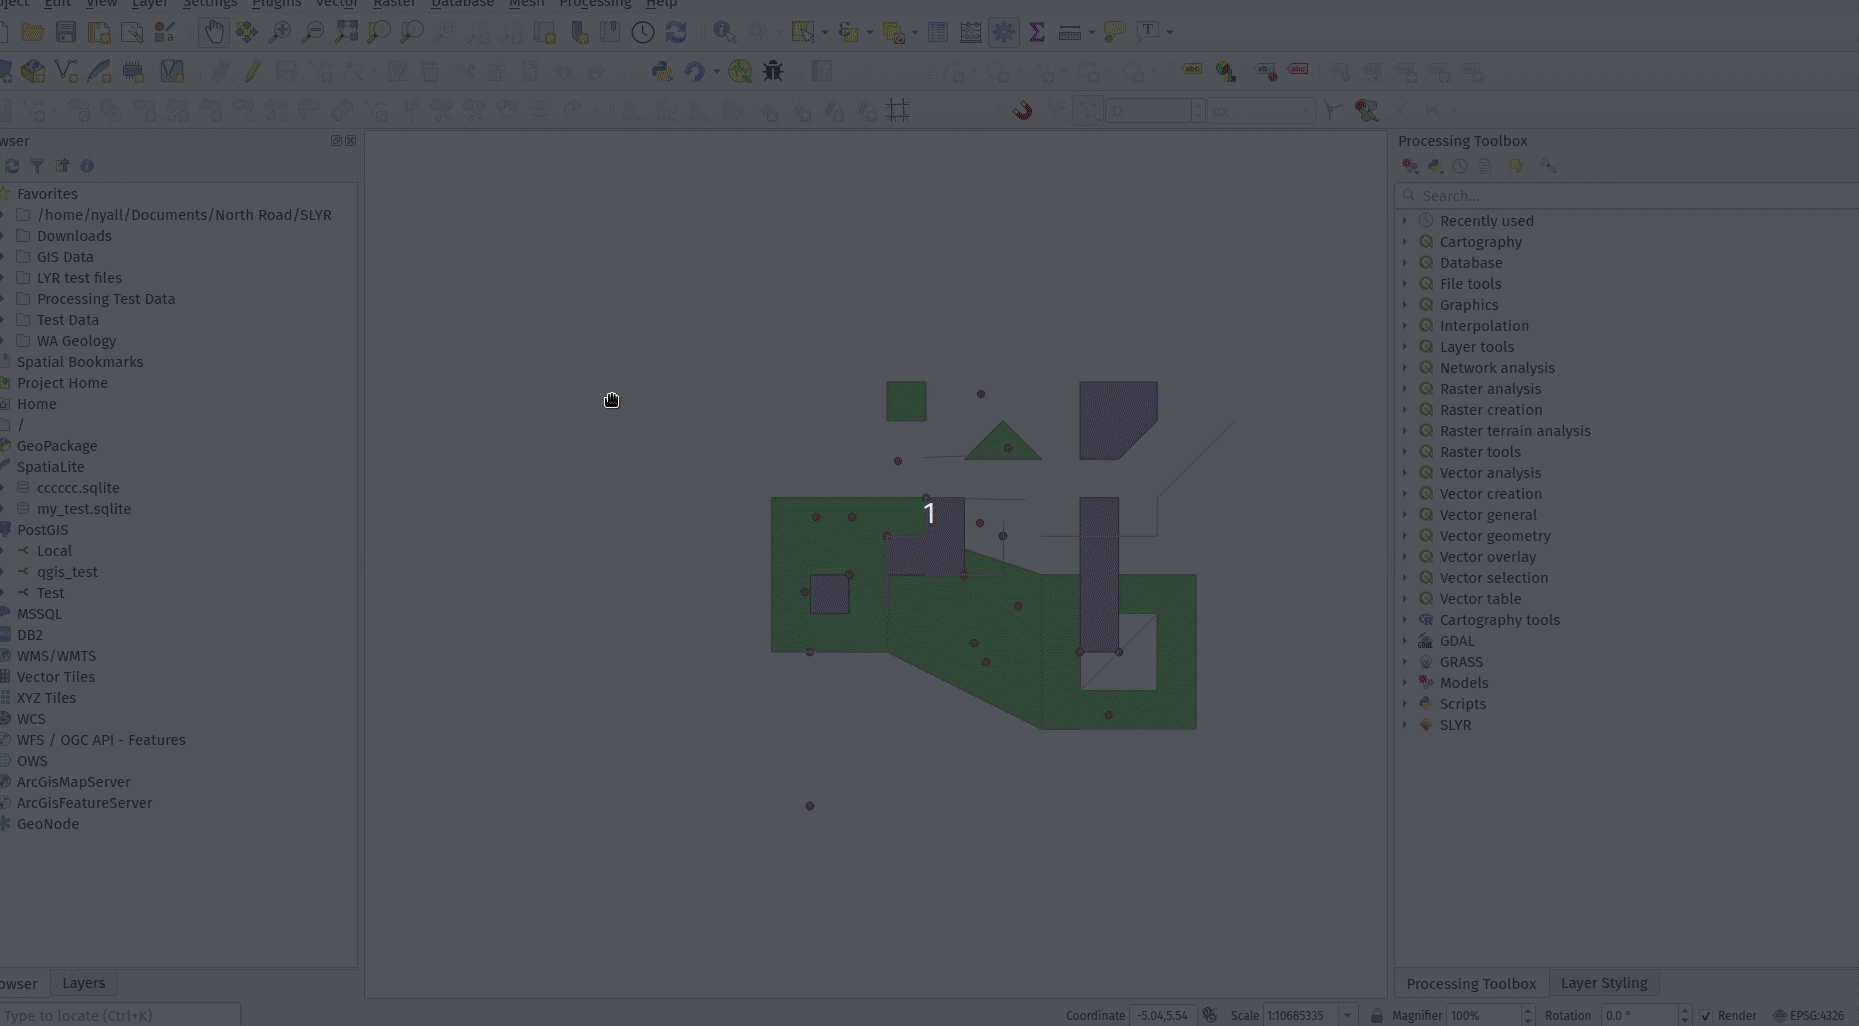 oject Edit View Layer Settings Plugins Vector Raster Database Mesh Processing Help
T
abc abc abc
12 px
wser
Favorites
/home/nyall/Documents/North Road/SLYR
Downloads
GIS Data
LYR test files
Processing Test Data
Test Data
WA Geology
Spatial Bookmarks
Project Home
Home
/
GeoPackage
SpatiaLite
cccccc.sqlite
my_test.sqlite
PostGIS
Local
qgis_test
Test
MSSQL
DB2
WMS/WMTS
Vector Tiles
XYZ Tiles
WCS
WFS / OGC API - Features
OWS
ArcGisMapServer
ArcGisFeatureServer
GeoNode
owser Layers
Type to locate (Ctrl+K)
1
Processing Toolbox
Search...
Recently used
Cartography
Database
File tools
Graphics
Interpolation
Layer tools
Network analysis
Raster analysis
Raster creation
Raster terrain analysis
Raster tools
Vector analysis
Vector creation
Vector general
Vector geometry
Vector overlay
Vector selection
Vector table
Cartography tools
GDAL
GRASS
Models
Scripts
SLYR
Processing Toolbox Layer Styling
Coordinate -5.04,5.54 Scale 1:10685335 Magnifier 100% Rotation 0.0 ° Render EPSG:4326